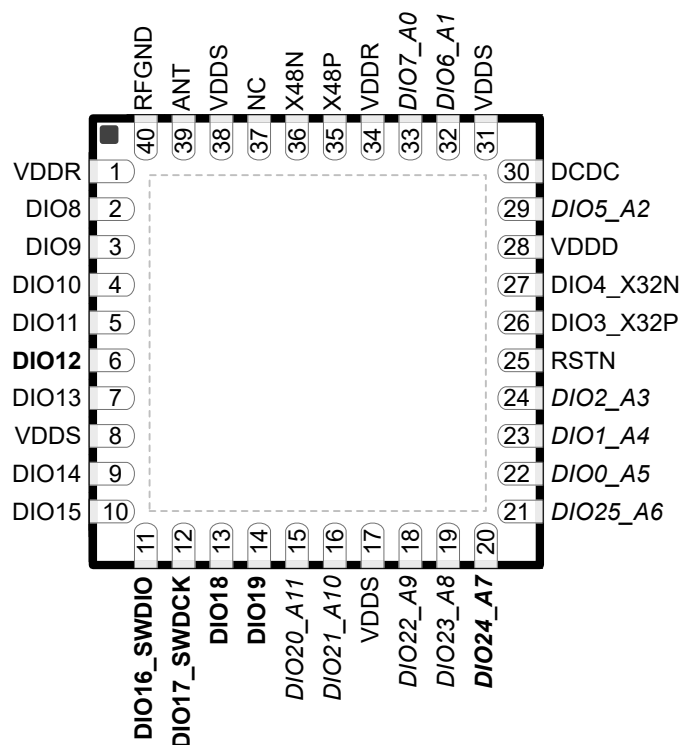 RFGND
ANT
VDDS
NC
X48N
X48P
VDDR
DIO7_A0
DIO6_A1
VDDS
40
39
38
37
36
35
34
33
32
31
VDDR 1
DIO8 2
DIO9 3
DIO10 4
DIO11 5
DIO12 6
DIO13 7
VDDS 8
DIO14 9
DIO15 10
30 DCDC
29 DIO5_A2
28 VDDD
27 DIO4_X32N
26 DIO3_X32P
25 RSTN
24 DIO2_A3
23 DIO1_A4
22 DIO0_A5
21 DIO25_A6
11
12
13
14
15
16
17
18
19
20
DIO16_SWDIO
DIO17_SWDCK
DIO18
DIO19
DIO20_A11
DIO21_A10
VDDS
DIO22_A9
DIO23_A8
DIO24_A7